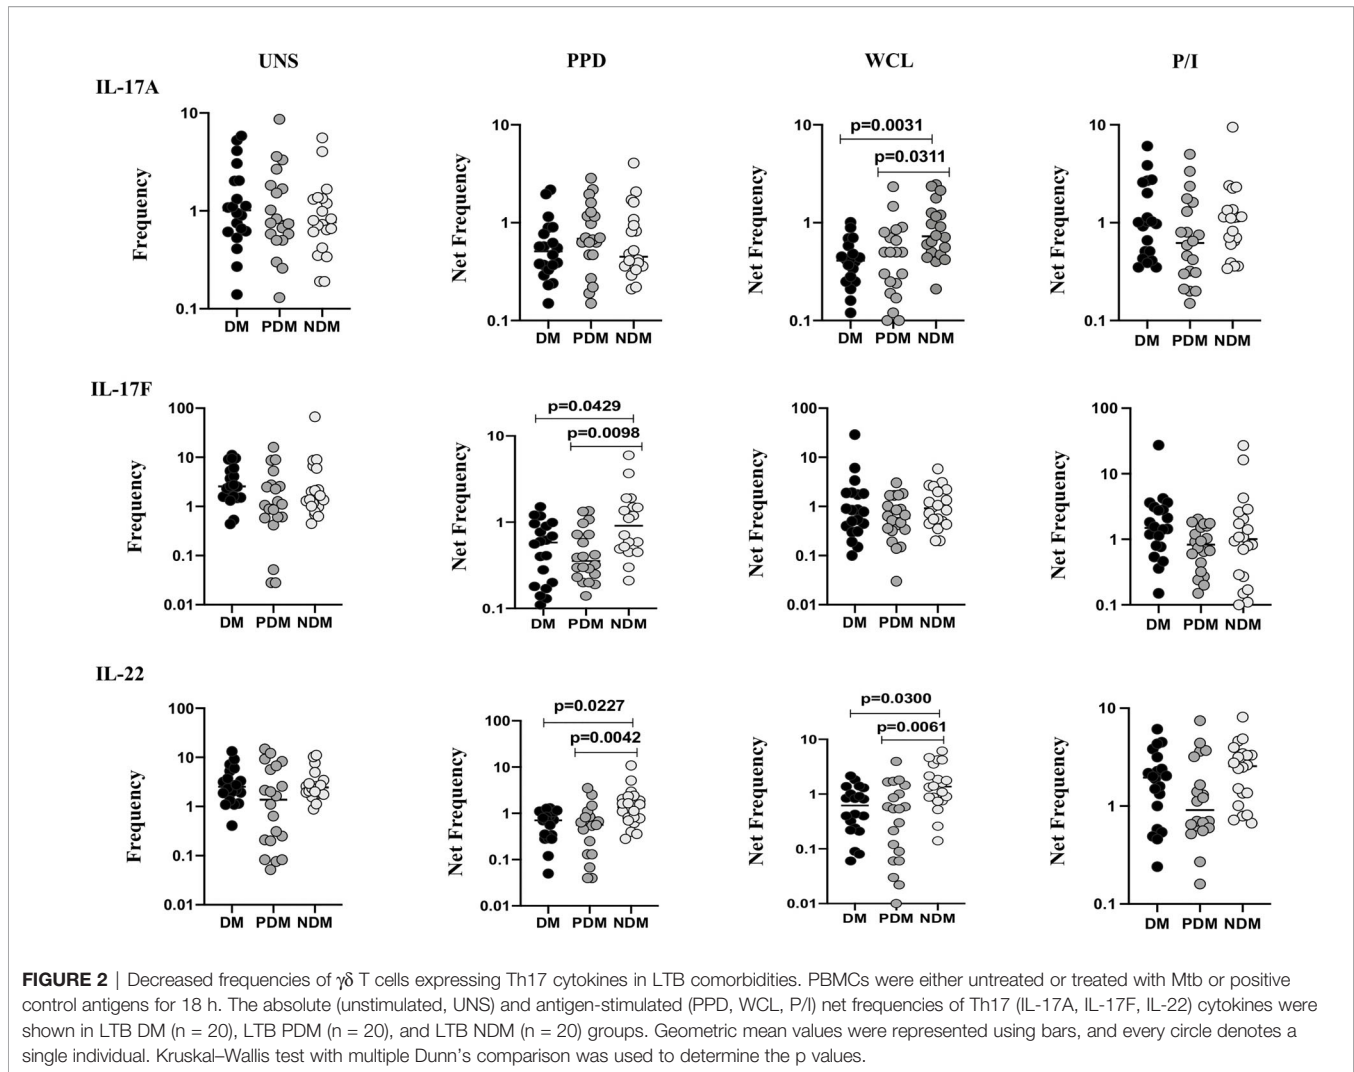 UNS PPD WCL P/I
IL-17A
Frequency
10
1
0.1
DM PDM NDM
Net Frequency
10
1
0.1
DM PDM NDM
Net Frequency
10
1
0.1
p=0.0031
p=0.0311
DM PDM NDM
Net Frequency
10
1
0.1
DM PDM NDM
IL-17F
Frequency
100
10
1
0.1
0.01
DM PDM NDM
Net Frequency
10
1
0.1
p=0.0429
p=0.0098
DM PDM NDM
Net Frequency
100
10
1
0.1
0.01
DM PDM NDM
Net Frequency
100
10
1
0.1
DM PDM NDM
IL-22
Frequency
100
10
1
0.1
0.01
DM PDM NDM
Net Frequency
100
10
1
0.1
0.01
p=0.0227
p=0.0042
DM PDM NDM
Net Frequency
10
1
0.1
0.01
p=0.0300
p=0.0061
DM PDM NDM
Net Frequency
10
1
0.1
DM PDM NDM
FIGURE 2 | Decreased frequencies of γδ T cells expressing Th17 cytokines in LTB comorbidities. PBMCs were either untreated or treated with Mtb or positive
control antigens for 18 h. The absolute (unstimulated, UNS) and antigen-stimulated (PPD, WCL, P/I) net frequencies of Th17 (IL-17A, IL-17F, IL-22) cytokines were
shown in LTB DM (n = 20), LTB PDM (n = 20), and LTB NDM (n = 20) groups. Geometric mean values were represented using bars, and every circle denotes a
single individual. Kruskal–Wallis test with multiple Dunn's comparison was used to determine the p values.